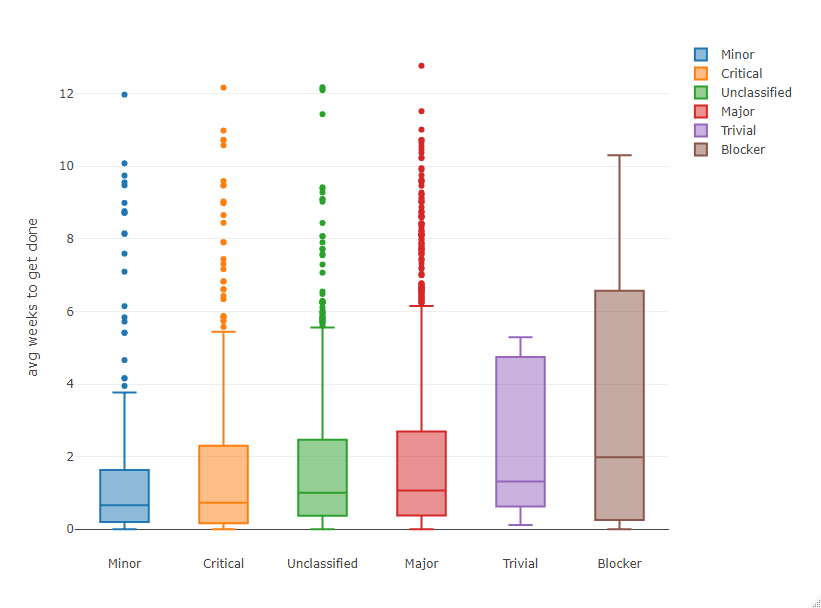 avg weeks to get done
12
10
8
6
4
2
0
Minor
Critical
Unclassified
Major
Trivial
Blocker
Minor
Critical
Unclassified
Major
Trivial
Blocker